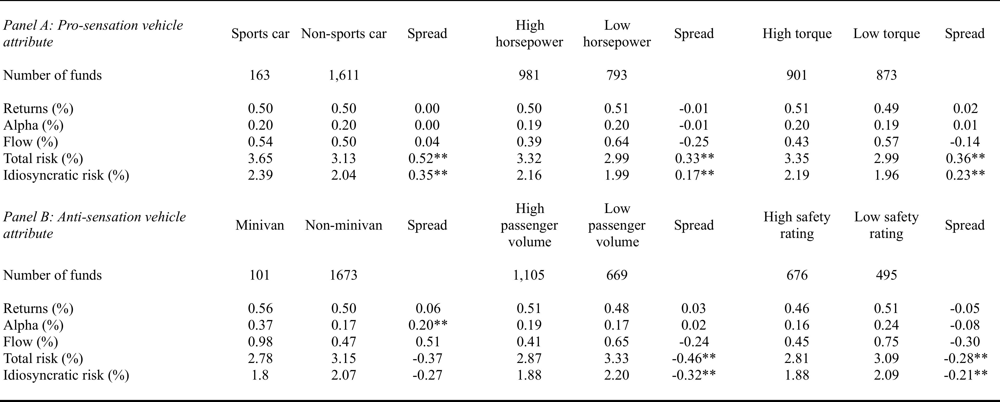 Panel A: Pro-sensation vehicle attribute Sports car Non-sports car Spread High horsepower Low horsepower Spread High torque Low torque Spread
Number of funds 163 1,611 981 793 901 873
Returns (%) 0.50 0.50 0.00 0.50 0.51 -0.01 0.51 0.49 0.02
Alpha (%) 0.20 0.20 0.00 0.19 0.20 -0.01 0.20 0.19 0.01
Flow (%) 0.54 0.50 0.04 0.39 0.64 -0.25 0.43 0.57 -0.14
Total risk (%) 3.65 3.13 0.52** 3.32 2.99 0.33** 3.35 2.99 0.36**
Idiosyncratic risk (%) 2.39 2.04 0.35** 2.16 1.99 0.17** 2.19 1.96 0.23**
Panel B: Anti-sensation vehicle attribute Minivan Non-minivan Spread High passenger volume Low passenger volume Spread High safety rating Low safety rating Spread
Number of funds 101 1673 1,105 669 676 495
Returns (%) 0.56 0.50 0.06 0.51 0.48 0.03 0.46 0.51 -0.05
Alpha (%) 0.37 0.17 0.20** 0.19 0.17 0.02 0.16 0.24 -0.08
Flow (%) 0.98 0.47 0.51 0.41 0.65 -0.24 0.45 0.75 -0.30
Total risk (%) 2.78 3.15 -0.37 2.87 3.33 -0.46** 2.81 3.09 -0.28**
Idiosyncratic risk (%) 1.8 2.07 -0.27 1.88 2.20 -0.32** 1.88 2.09 -0.21**